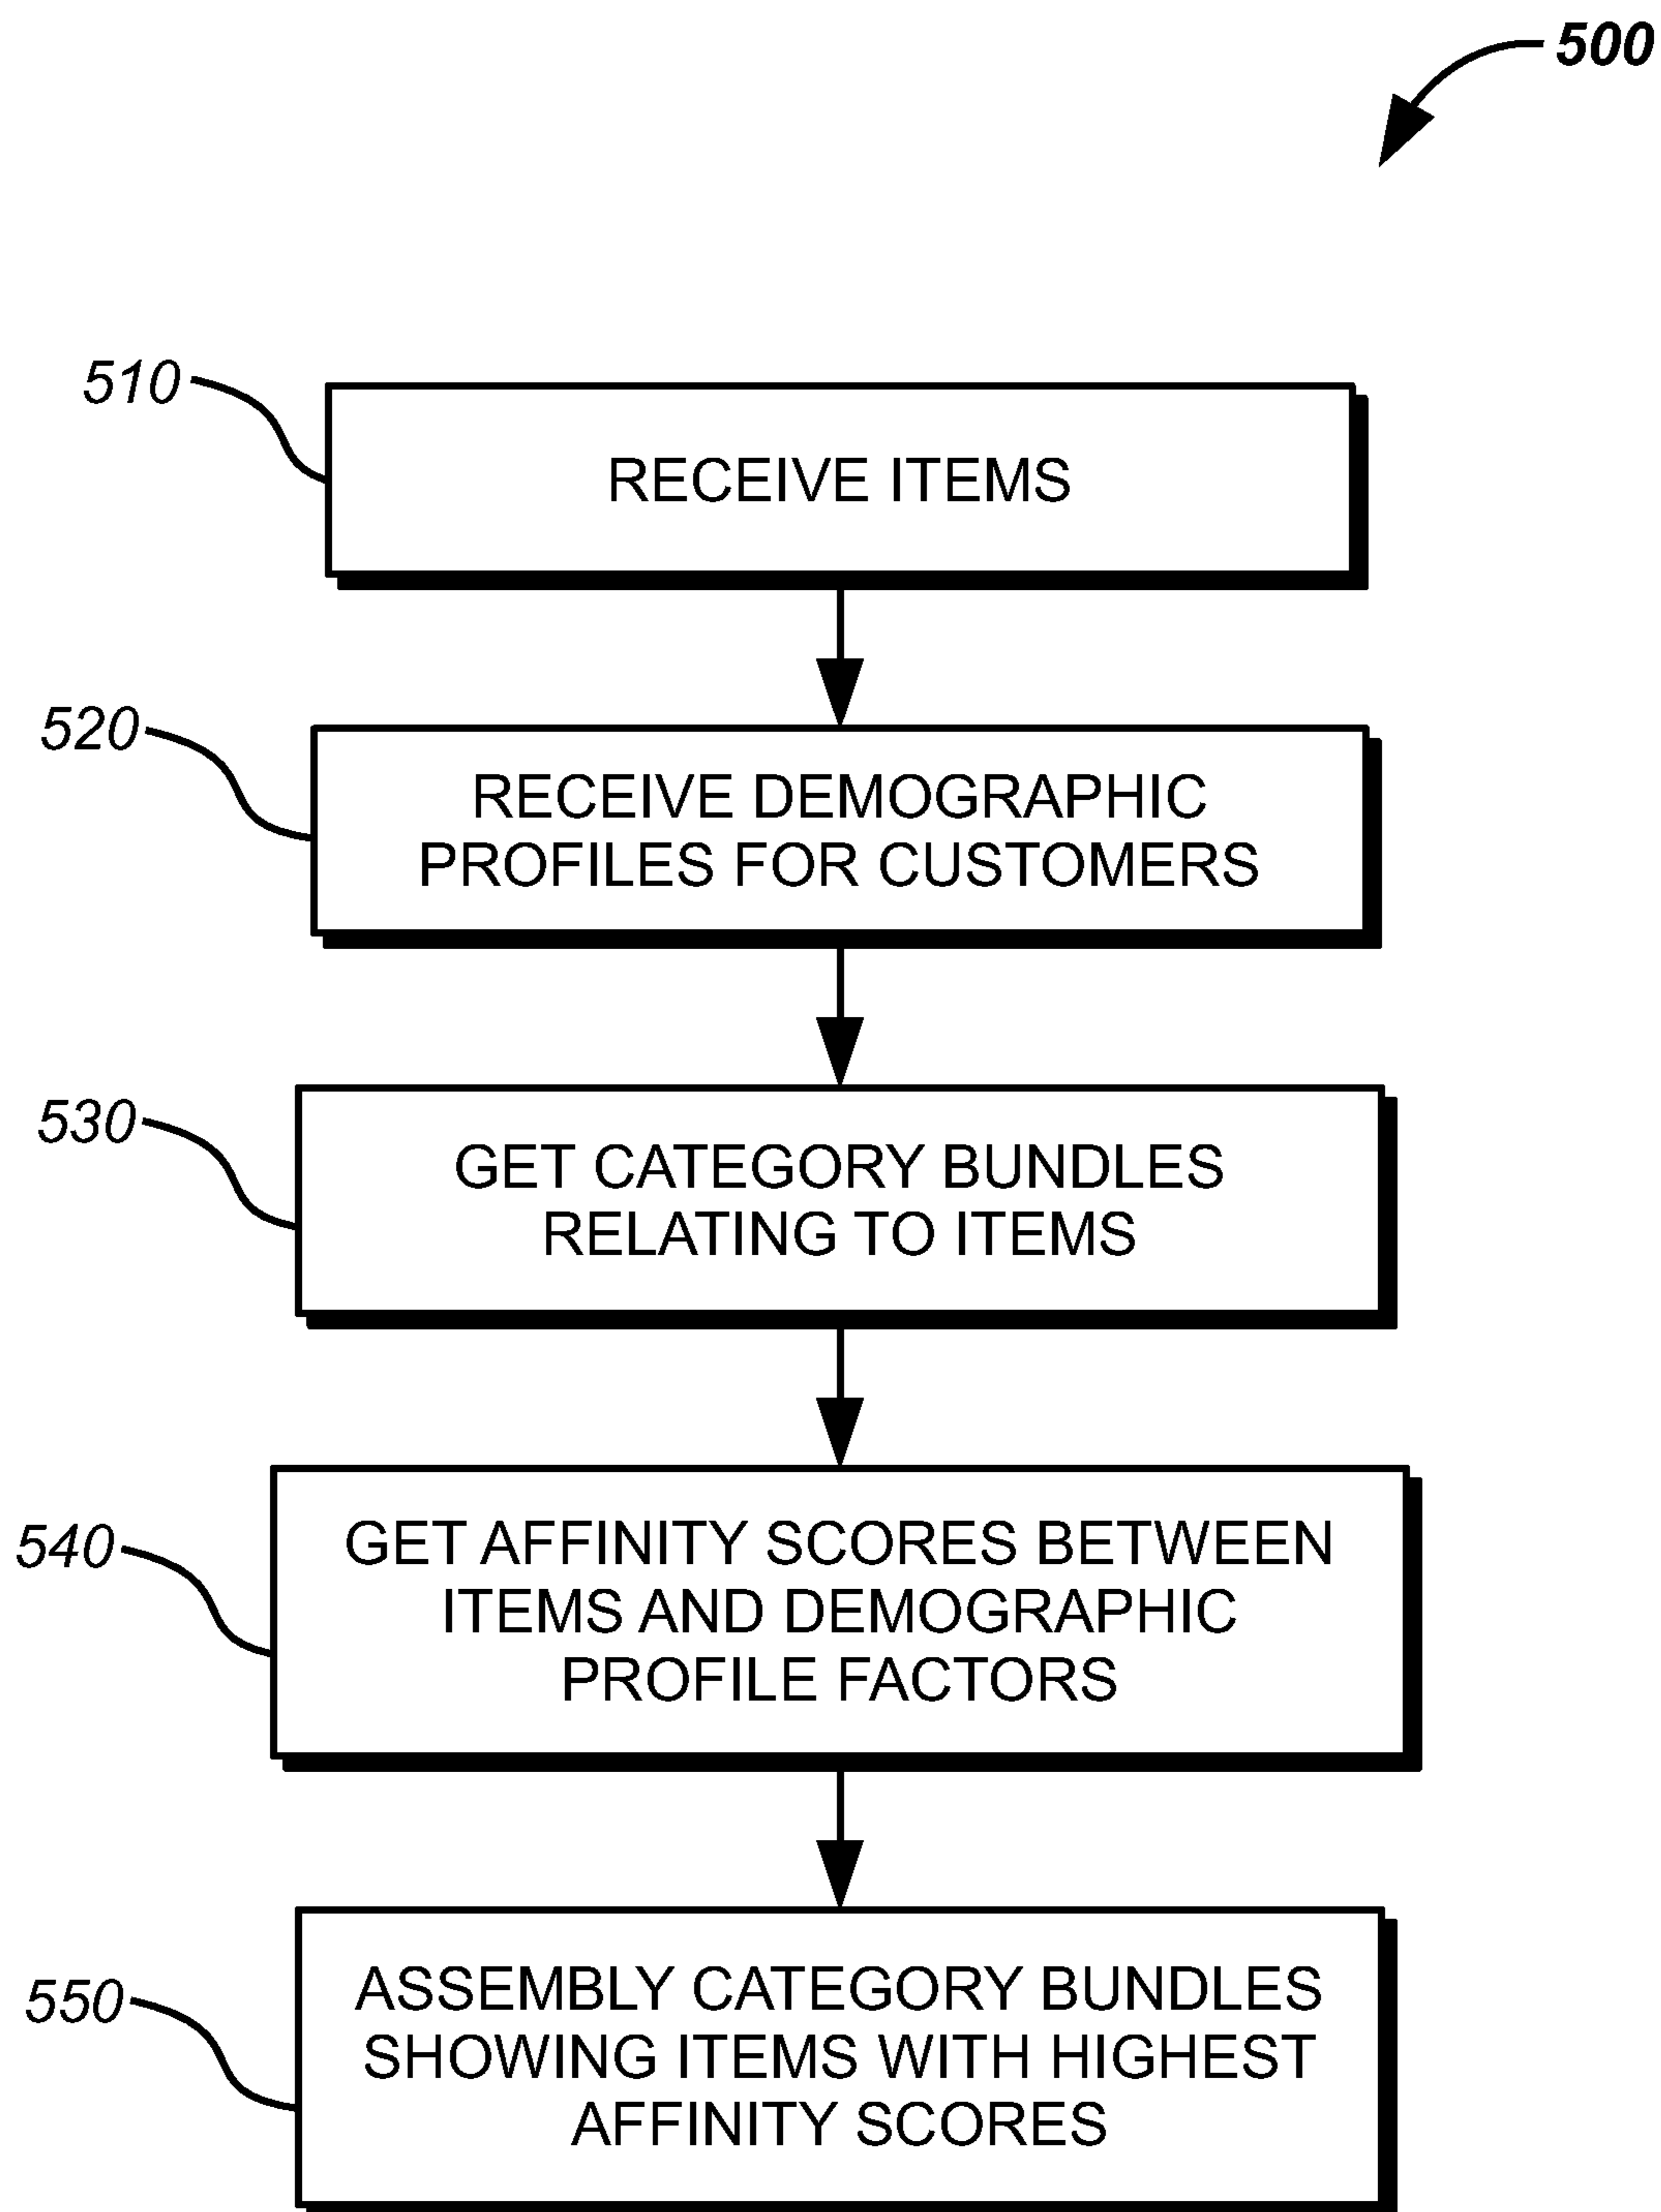 500
510
RECEIVE ITEMS
520
RECEIVE DEMOGRAPHIC
PROFILES FOR CUSTOMERS
530
GET CATEGORY BUNDLES
RELATING TO ITEMS
540
GET AFFINITY SCORES BETWEEN
ITEMS AND DEMOGRAPHIC
PROFILE FACTORS
550
ASSEMBLY CATEGORY BUNDLES
SHOWING ITEMS WITH HIGHEST
AFFINITY SCORES